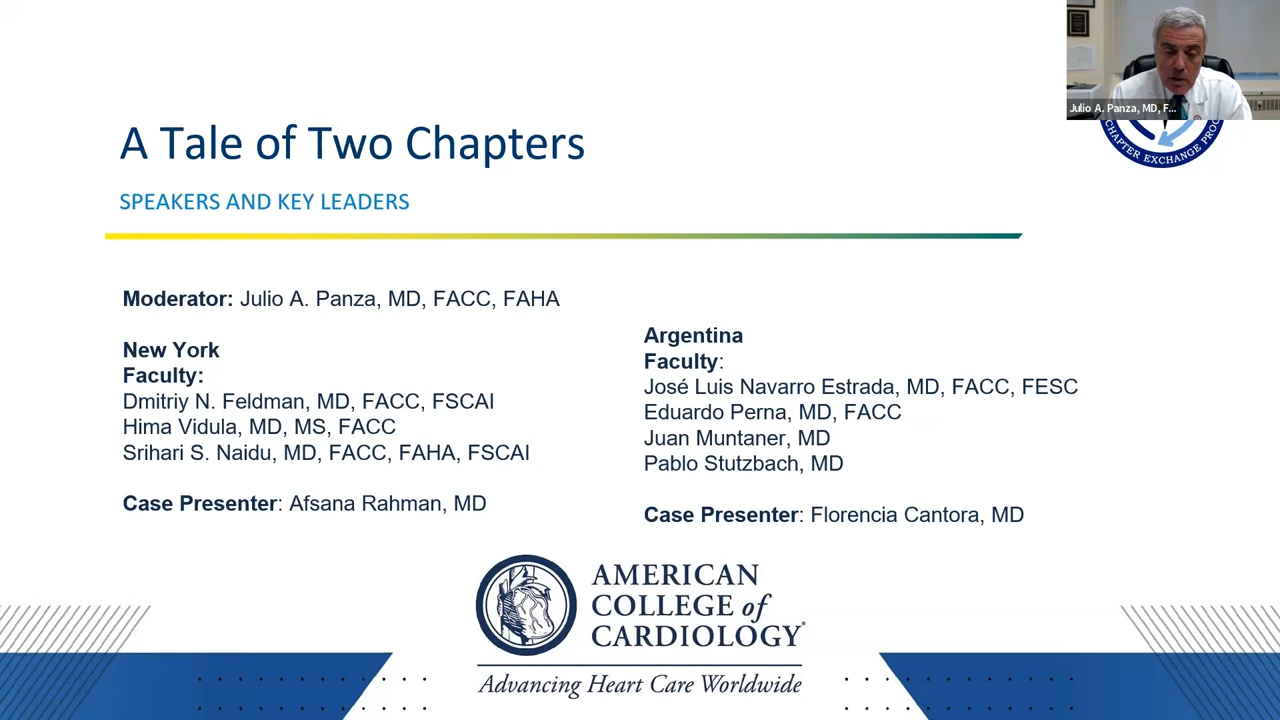 A Tale of Two Chapters
SPEAKERS AND KEY LEADERS
Julio A. Panza, MD, F...
CHAPTER EXCHANGE
Moderator: Julio A. Panza, MD, FACC, FAHA
New York
Faculty:
Dmitriy N. Feldman, MD, FACC, FSCAI
Hima Vidula, MD, MS, FACC
Srihari S. Naidu, MD, FACC, FAHA, FSCAI
Case Presenter: Afsana Rahman, MD
Argentina
Faculty:
José Luis Navarro Estrada, MD, FACC, FESC
Eduardo Perna, MD, FACC
Juan Muntaner, MD
Pablo Stutzbach, MD
Case Presenter: Florencia Cantora, MD
AMERICAN
COLLEGE of
CARDIOLOGY®
Advancing Heart Care Worldwide